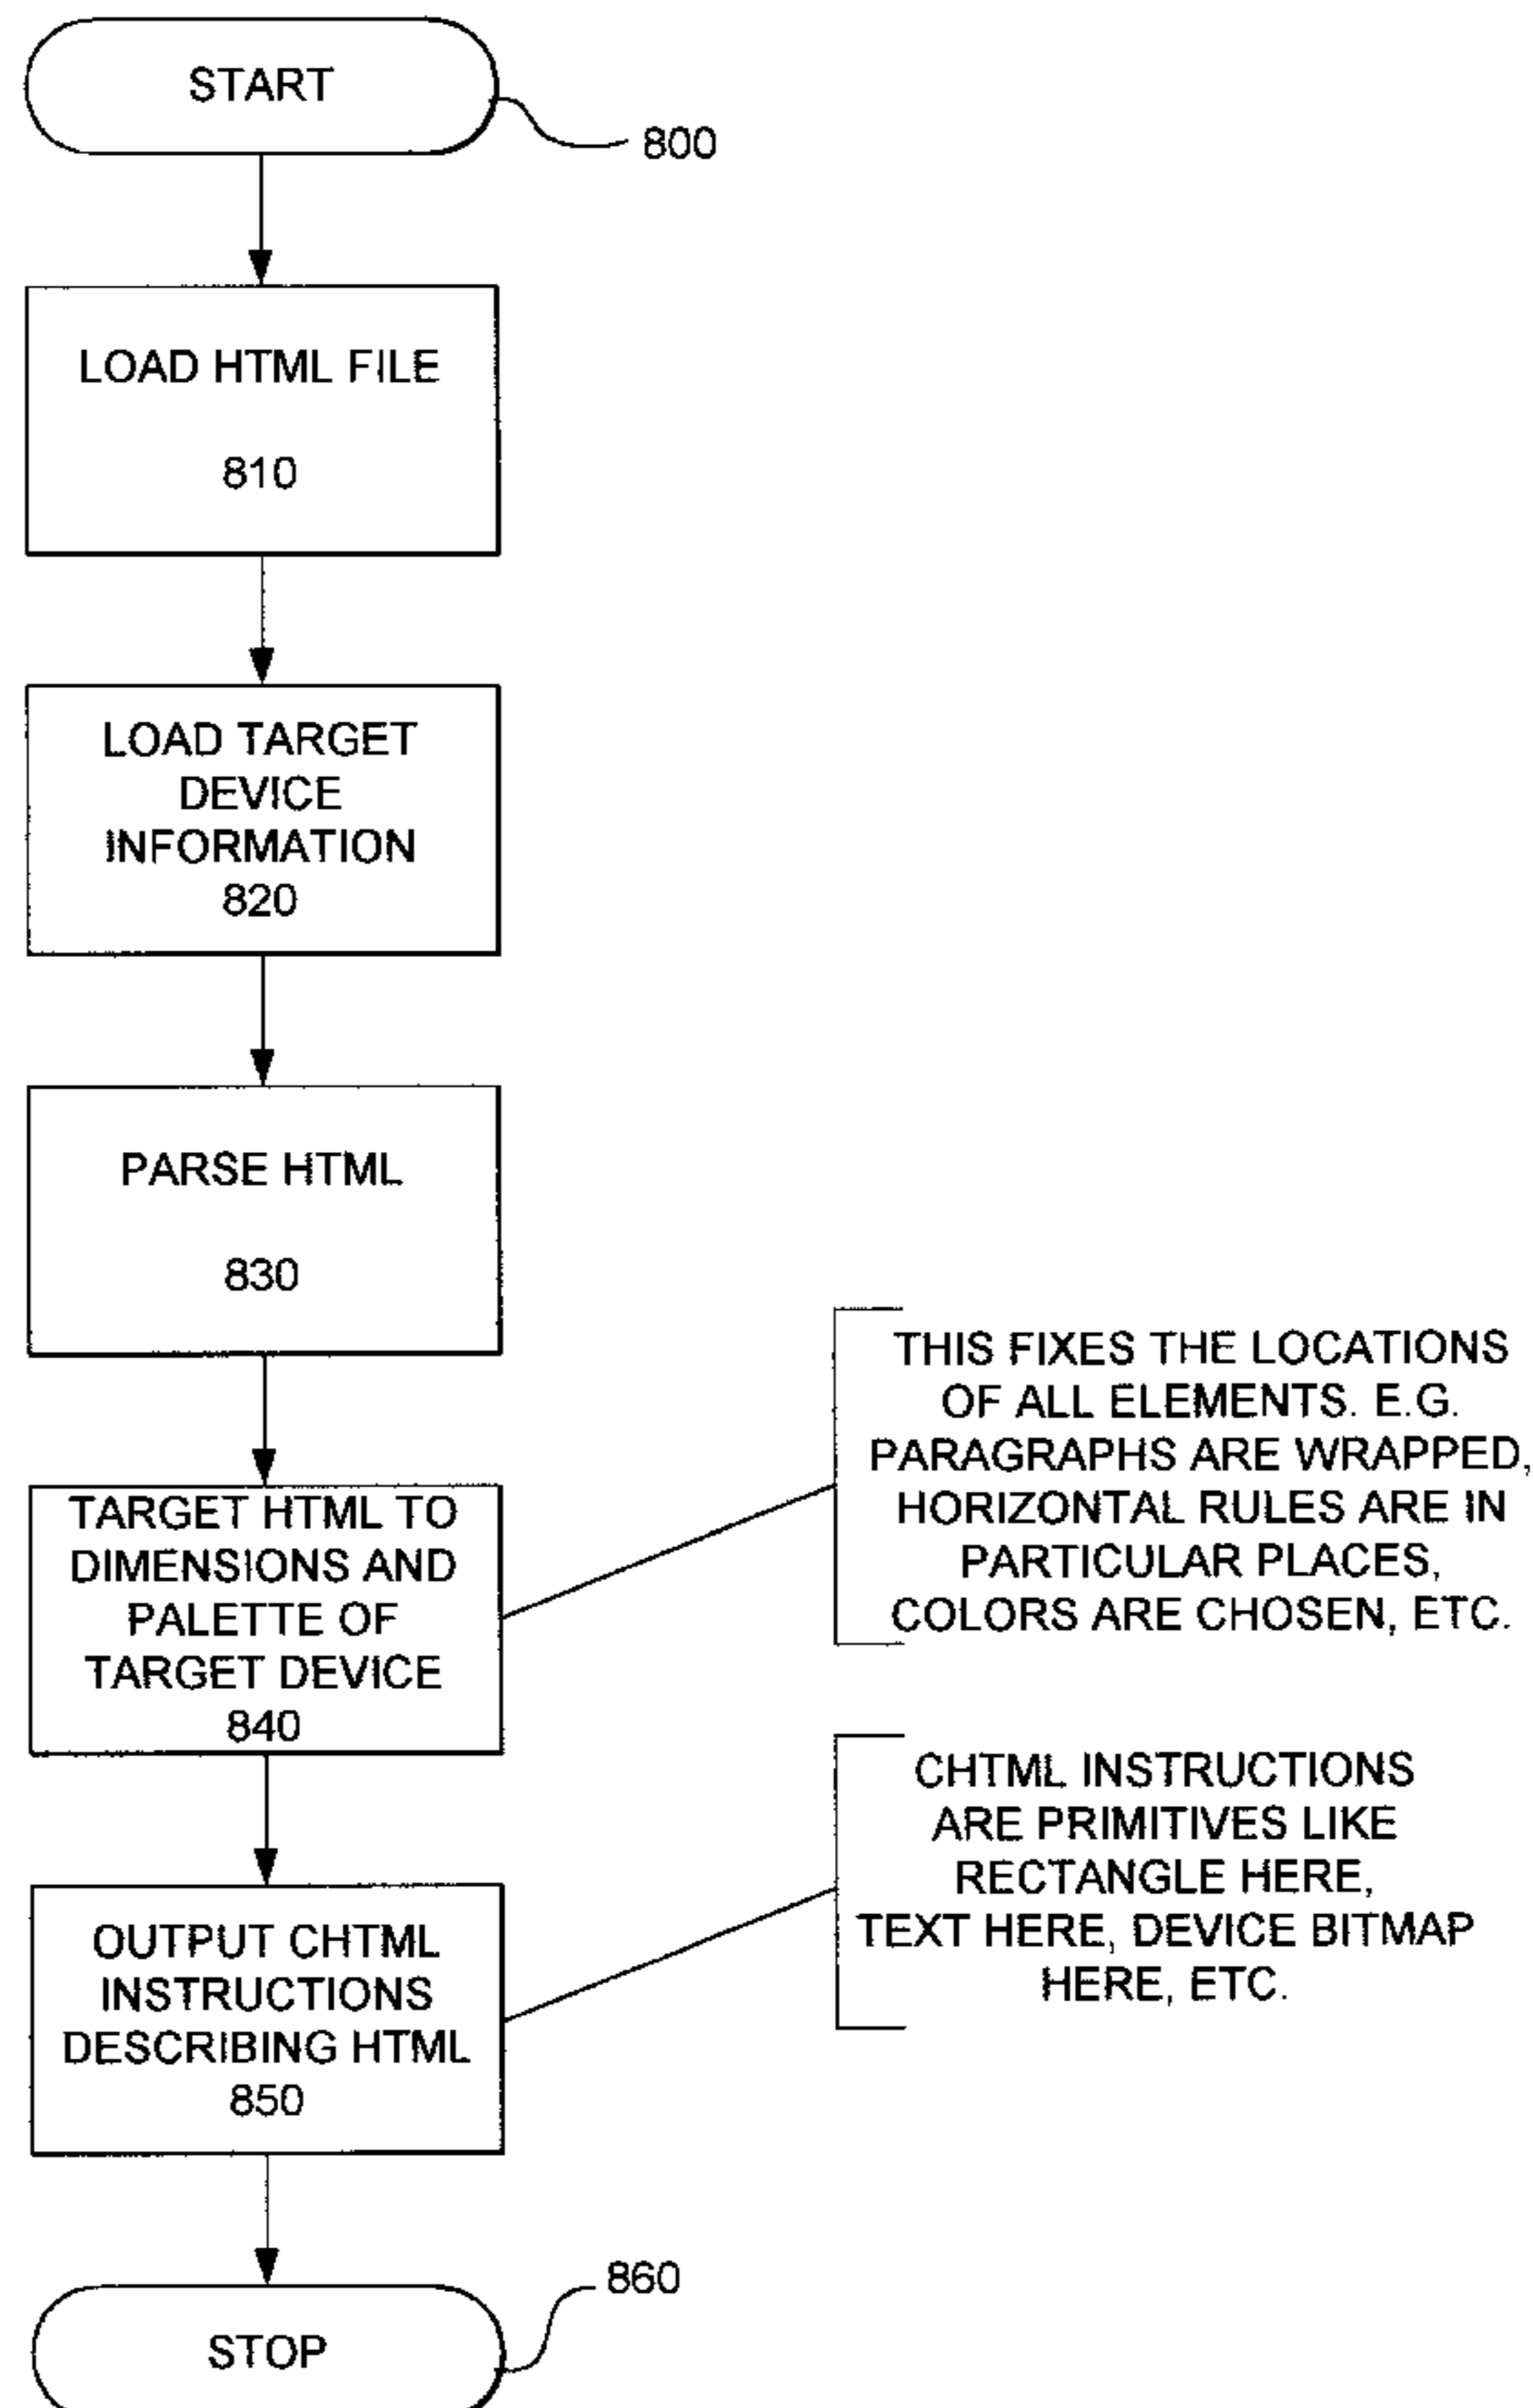 START
800
LOAD HTML FILE
810
LOAD TARGET
DEVICE
INFORMATION
820
PARSE HTML
830
TARGET HTML TO
DIMENSIONS AND
PALETTE OF
TARGET DEVICE
840
THIS FIXES THE LOCATIONS
OF ALL ELEMENTS. E.G.
PARAGRAPHS ARE WRAPPED,
HORIZONTAL RULES ARE IN
PARTICULAR PLACES,
COLORS ARE CHOSEN, ETC.
OUTPUT CHTML
INSTRUCTIONS
DESCRIBING HTML
850
CHTML INSTRUCTIONS
ARE PRIMITIVES LIKE
RECTANGLE HERE,
TEXT HERE, DEVICE BITMAP
HERE, ETC.
860
STOP